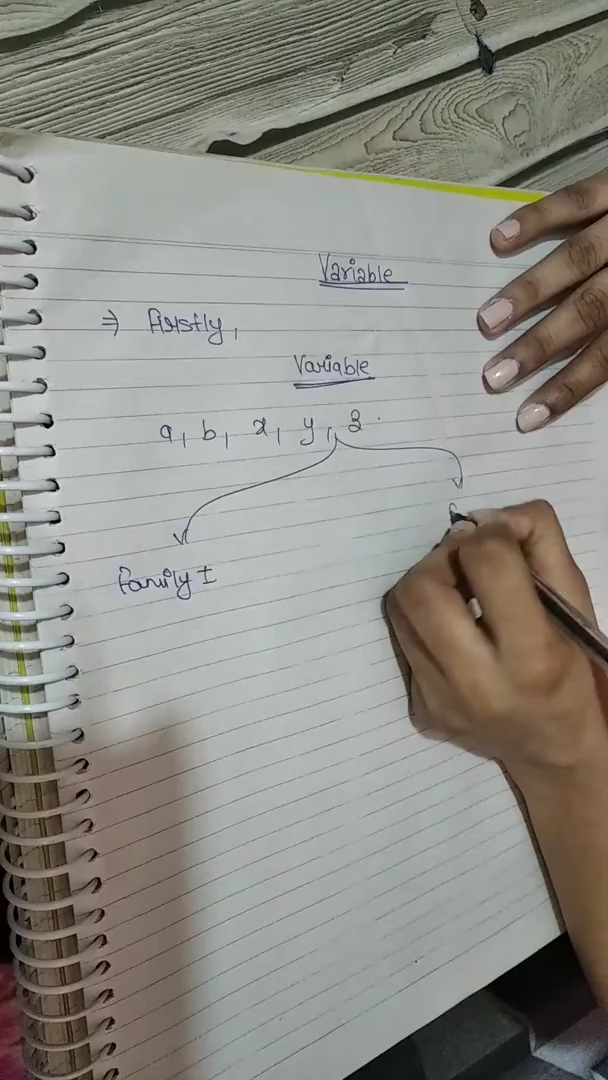 Variable
⇒ Firstly,
Variable
a, b, x, y, z.
Family I